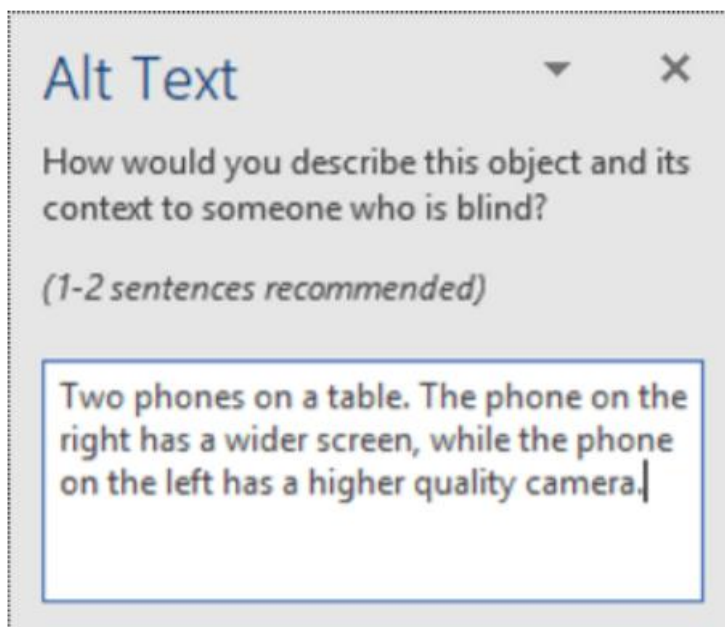 Alt Text
How would you describe this object and its
context to someone who is blind?
(1-2 sentences recommended)
Two phones on a table. The phone on the
right has a wider screen, while the phone
on the left has a higher quality camera.